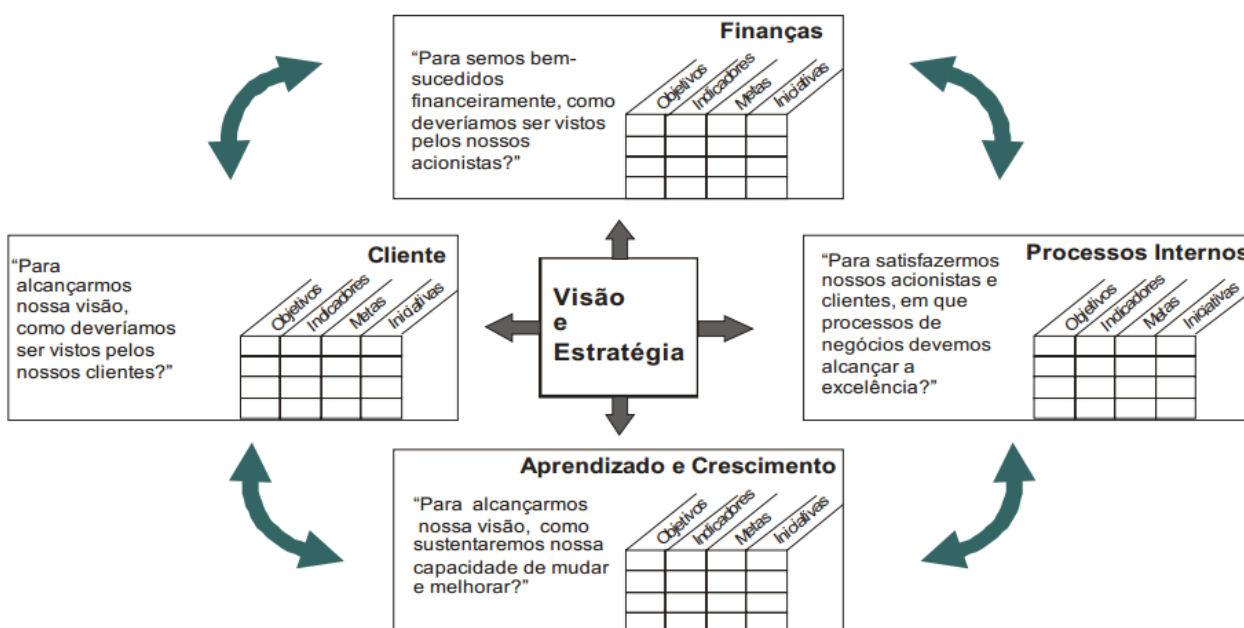 Finanças
“Para semos bem-
sucedidos
financeiramente, como
deveríamos ser vistos
pelos nossos
acionistas?”
Objetivos
Indicadores
Metas
Iniciativas
Cliente
“Para
alcançarmos
nossa visão,
como deveríamos
ser vistos pelos
nossos clientes?”
Objetivos
Indicadores
Metas
Iniciativas
Visão
e
Estratégia
Processos Internos
“Para satisfazermos
nossos acionistas e
clientes, em que
processos de
negócios devemos
alcançar a
excelência?”
Objetivos
Indicadores
Metas
Iniciativas
Aprendizado e Crescimento
“Para alcançarmos
nossa visão, como
sustentaremos nossa
capacidade de mudar
e melhorar?”
Objetivos
Indicadores
Metas
Iniciativas